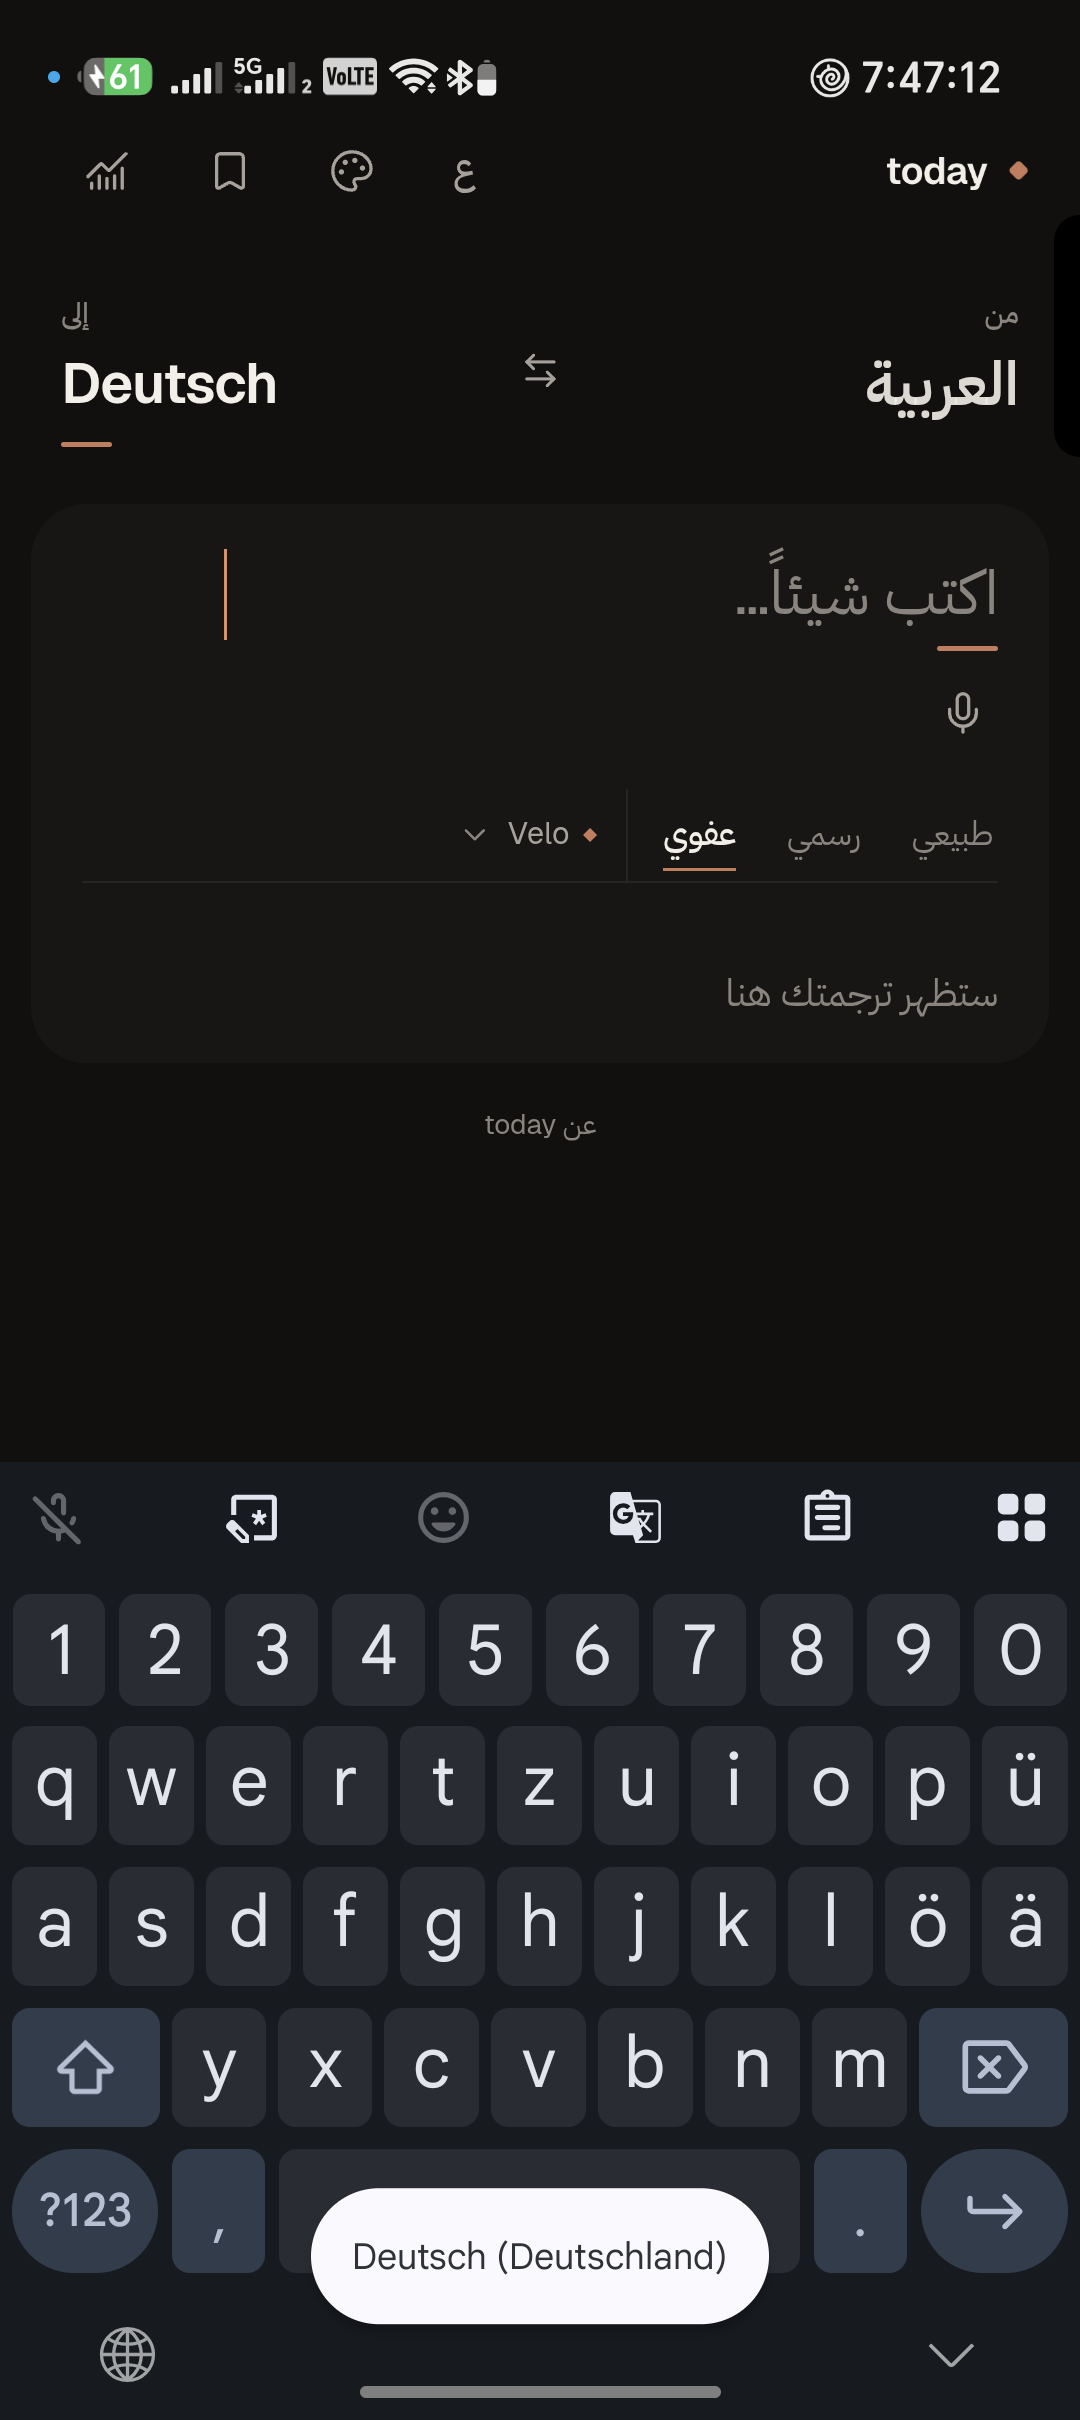 61 5G 2 VoLTE 7:47:12
ع today
من إلى
العربية Deutsch
اكتب شيئاً...
طبيعي رسمي عفوي Velo
ستظهر ترجمتك هنا
عن today
1 2 3 4 5 6 7 8 9 0
q w e r t z u i o p ü
a s d f g h j k l ö ä
y x c v b n m
?123 , .
Deutsch (Deutschland)